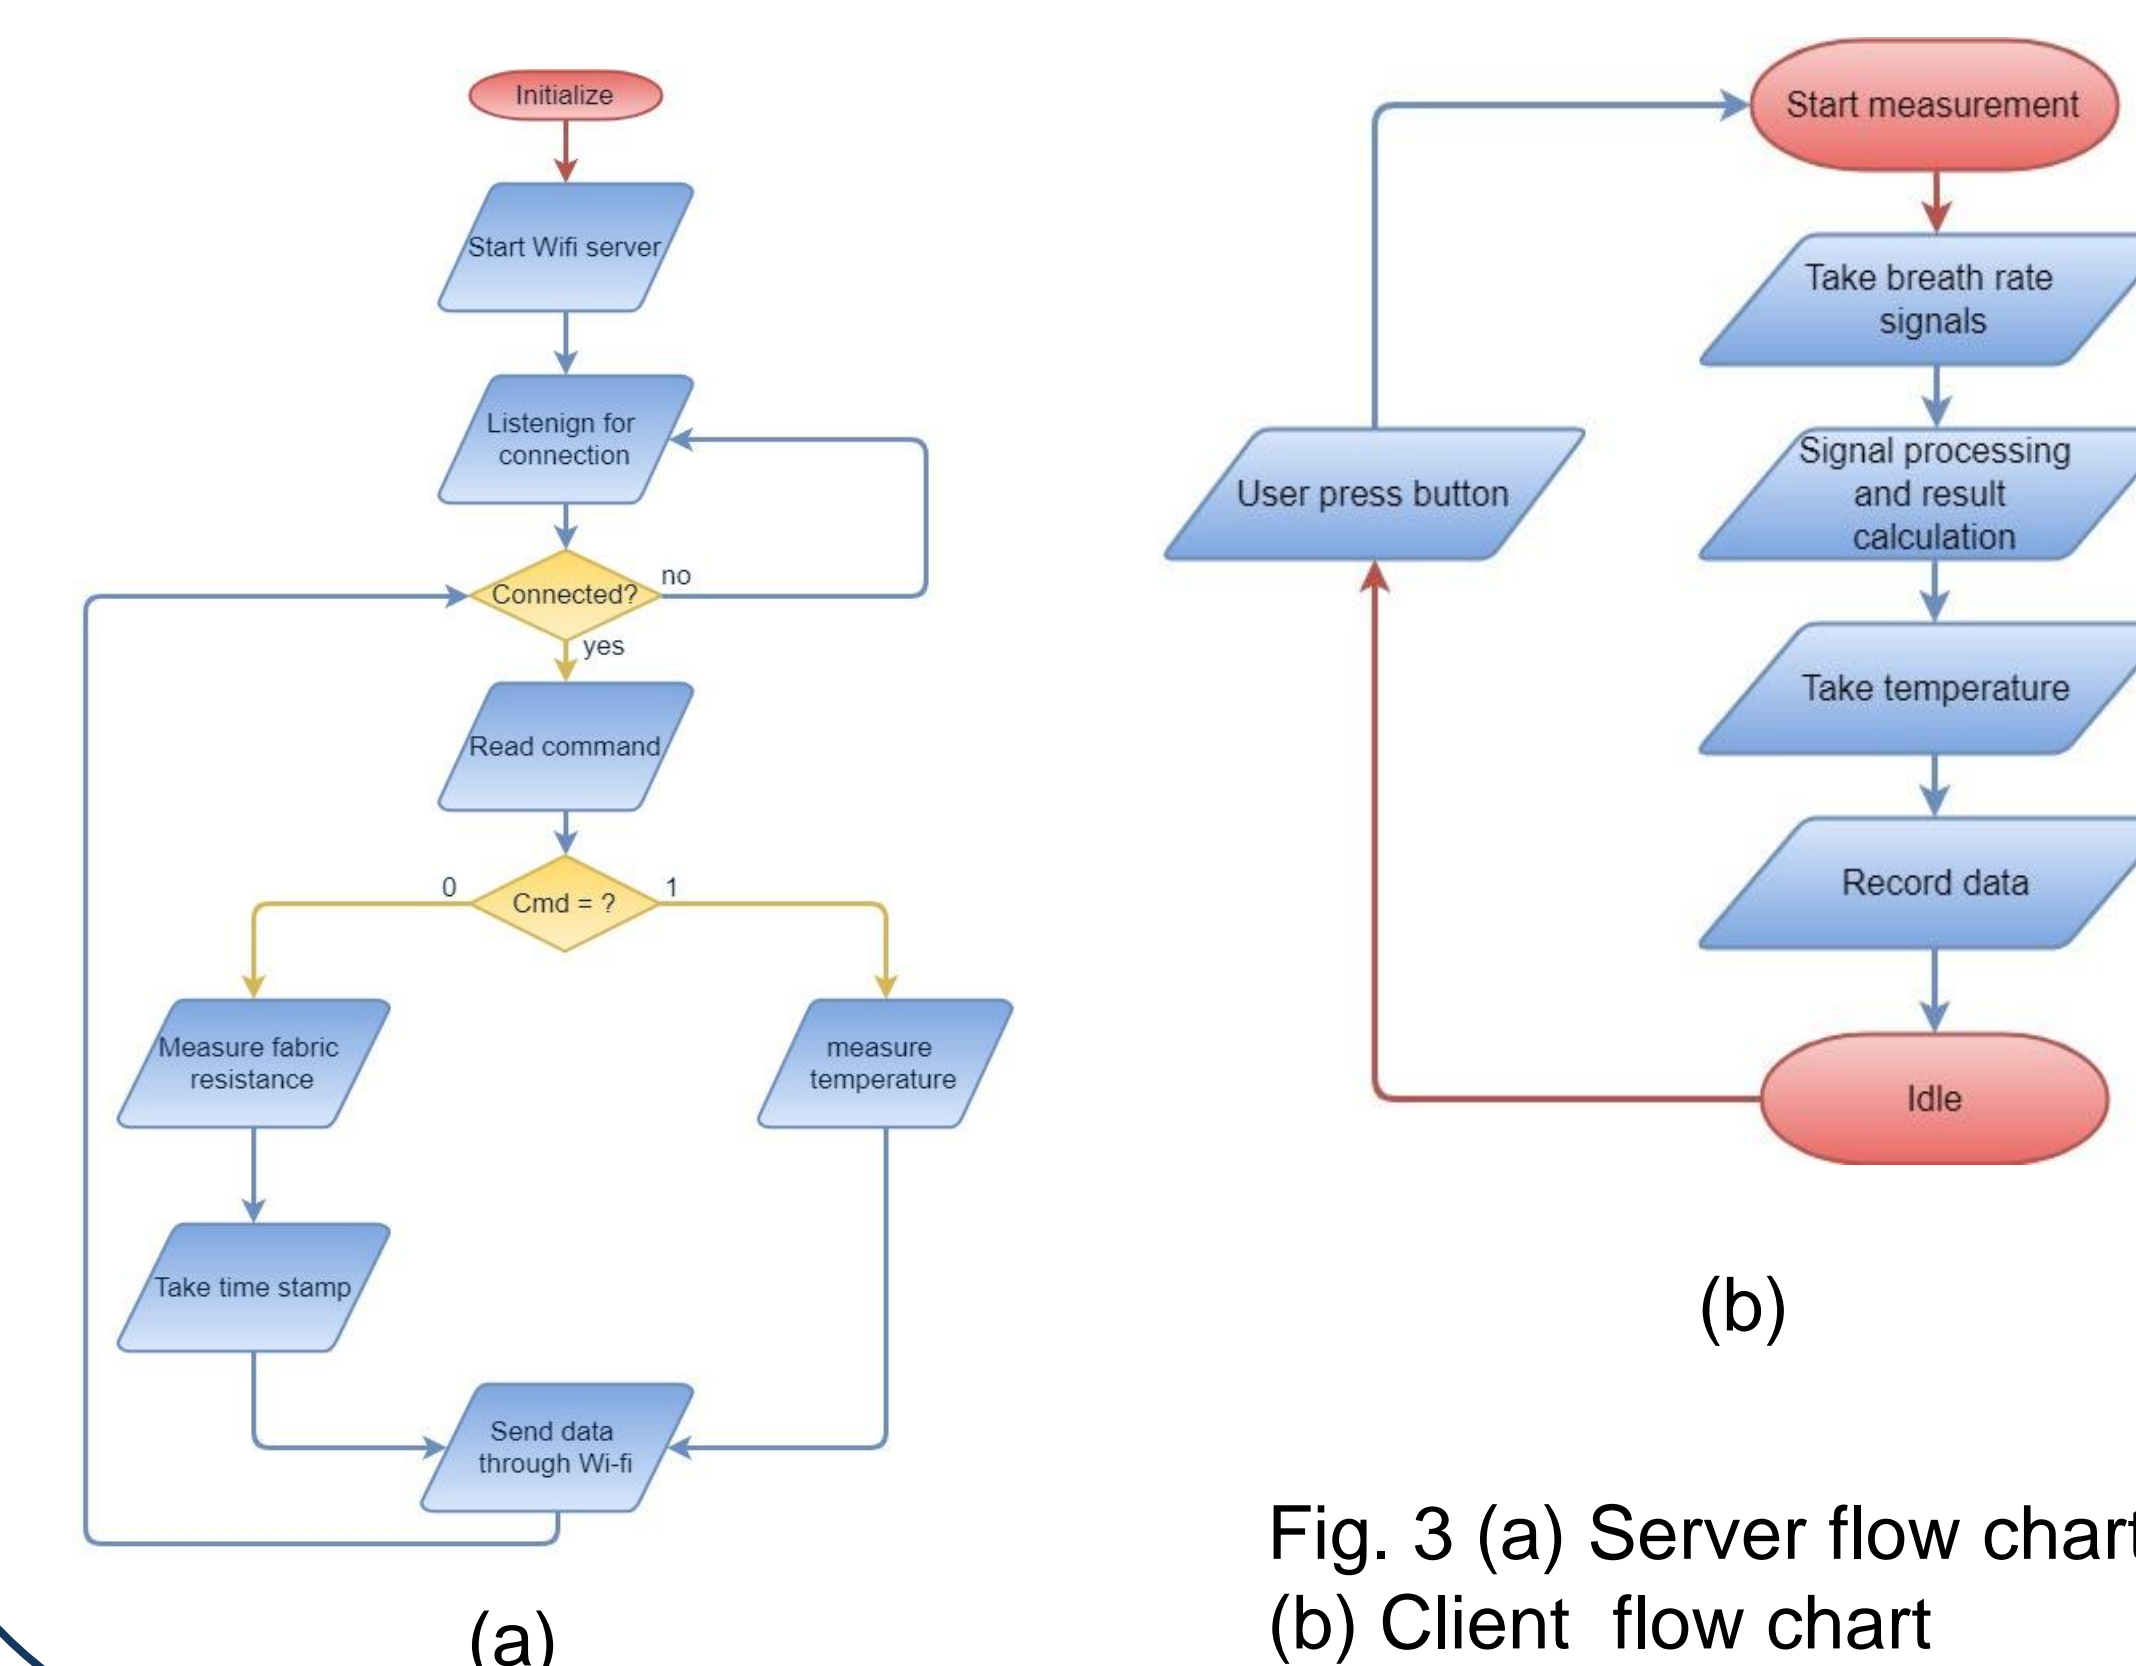 Initialize
Start Wifi server
Listenign for
connection
Connected?
no
yes
Read command
Cmd = ?
0
1
Measure fabric
resistance
measure
temperature
Take time stamp
Send data
through Wi-fi
(a)
Start measurement
Take breath rate
signals
Signal processing
and result
calculation
User press button
Take temperature
Record data
Idle
(b)
Fig. 3 (a) Server flow chart
(b) Client flow chart